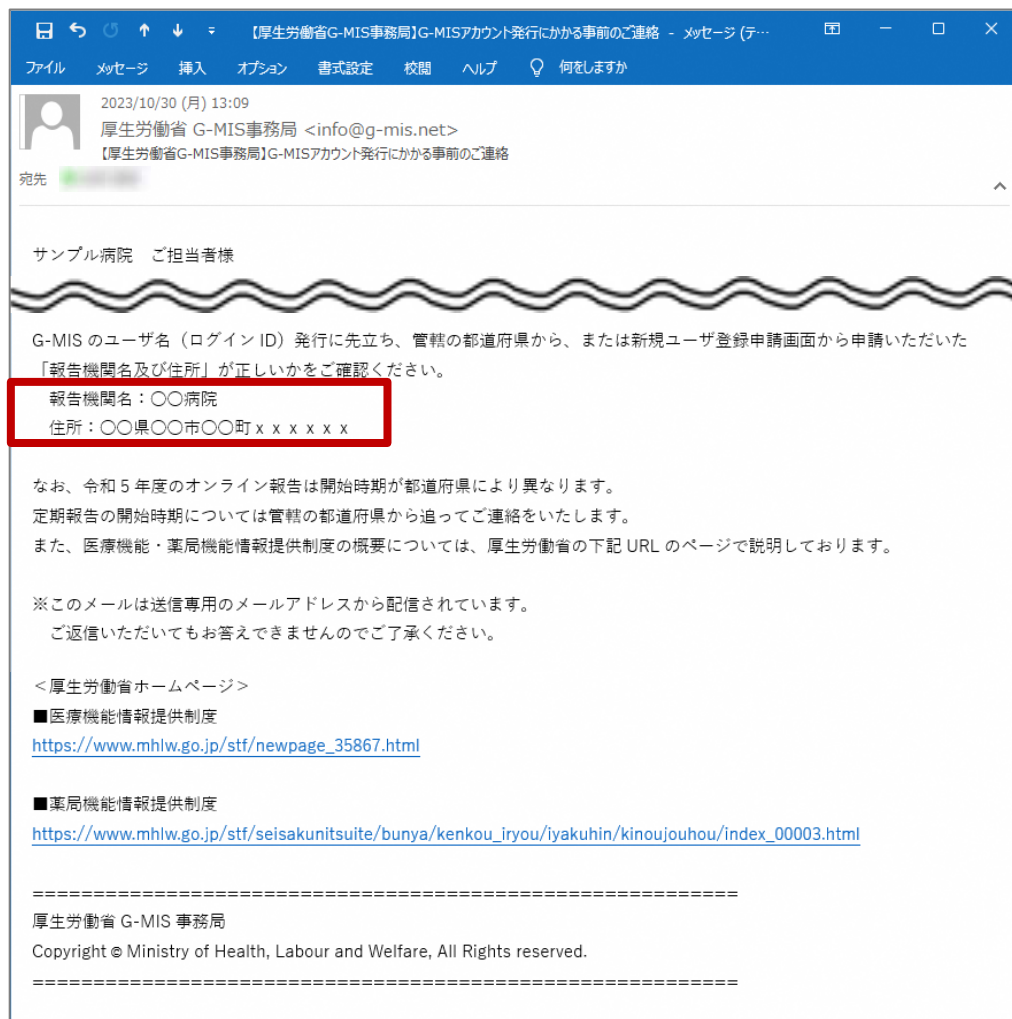 【厚生労働省G-MIS事務局】G-MISアカウント発行にかかる事前のご連絡 - メッセージ (テ…
ファイル メッセージ 挿入 オプション 書式設定 校閲 ヘルプ 何をしますか
2023/10/30 (月) 13:09
厚生労働省 G-MIS事務局 <info@g-mis.net>
【厚生労働省G-MIS事務局】G-MISアカウント発行にかかる事前のご連絡
宛先
サンプル病院　ご担当者様
G-MIS のユーザ名（ログイン ID）発行に先立ち、管轄の都道府県から、または新規ユーザ登録申請画面から申請いただいた
「報告機関名及び住所」が正しいかをご確認ください。
報告機関名：〇〇病院
住所：〇〇県〇〇市〇〇町ｘｘｘｘｘｘ
なお、令和５年度のオンライン報告は開始時期が都道府県により異なります。
定期報告の開始時期については管轄の都道府県から追ってご連絡をいたします。
また、医療機能・薬局機能情報提供制度の概要については、厚生労働省の下記 URL のページで説明しております。
※このメールは送信専用のメールアドレスから配信されています。
ご返信いただいてもお答えできませんのでご了承ください。
＜厚生労働省ホームページ＞
■医療機能情報提供制度
https://www.mhlw.go.jp/stf/newpage_35867.html
■薬局機能情報提供制度
https://www.mhlw.go.jp/stf/seisakunitsuite/bunya/kenkou_iryou/iyakuhin/kinoujouhou/index_00003.html
==========================================================
厚生労働省 G-MIS 事務局
Copyright © Ministry of Health, Labour and Welfare, All Rights reserved.
==========================================================